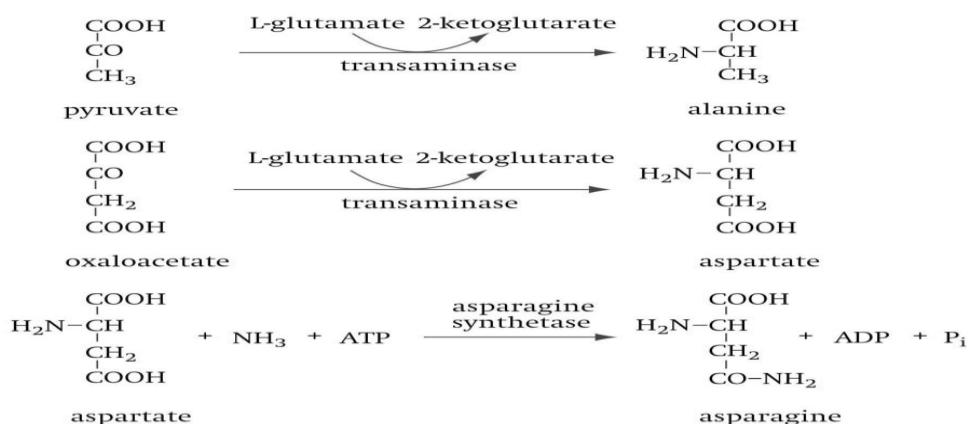 COOH L-glutamate 2-ketoglutarate COOH
CO H₂N–CH
CH₃ transaminase CH₃
pyruvate alanine
COOH L-glutamate 2-ketoglutarate COOH
CO H₂N–CH
CH₂ transaminase CH₂
COOH COOH
oxaloacetate aspartate
COOH asparagine COOH
H₂N–CH + NH₃ + ATP synthetase H₂N–CH + ADP + Pᵢ
CH₂ CH₂
COOH CO–NH₂
aspartate asparagine